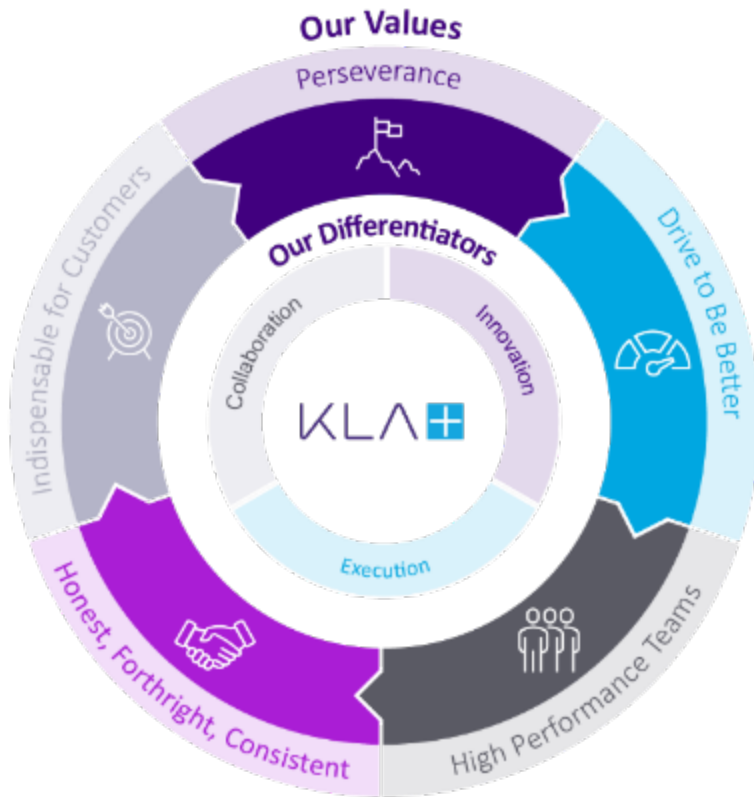 Our Values
Perseverance
Drive to Be Better
High Performance Teams
Honest, Forthright, Consistent
Indispensable for Customers
Our Differentiators
Collaboration
Innovation
Execution
KLA+